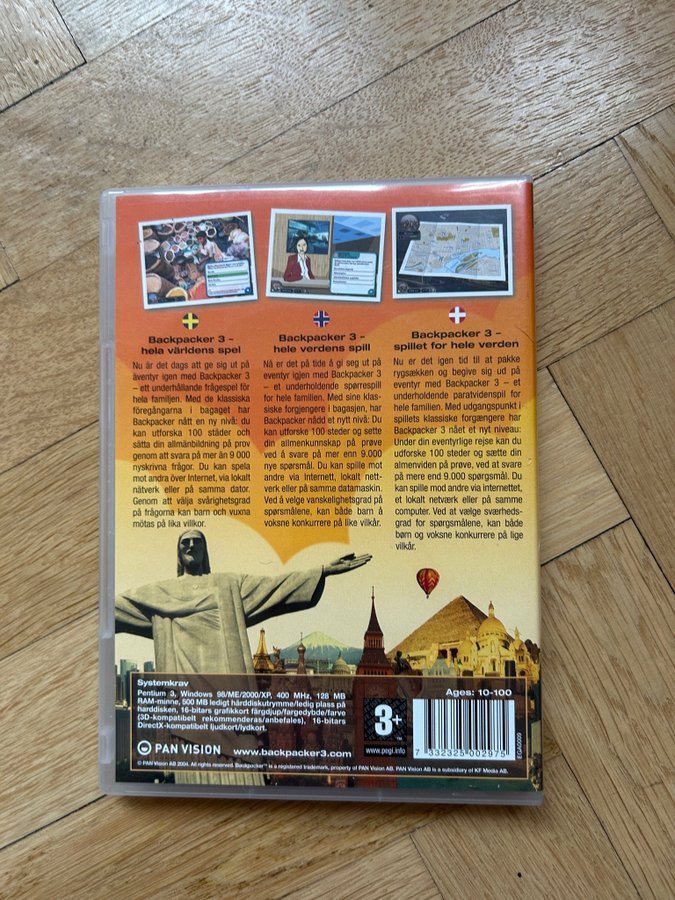 Backpacker 3 –
hela världens spel
Nu är det dags att ge sig ut på
äventyr igen med Backpacker 3
– ett underhållande frågespel för
hela familjen. Med de klassiska
föregångarna i bagaget har
Backpacker nått en ny nivå: du
kan utforska 100 städer och
sätta din allmänbildning på prov
genom att svara på mer än 9 000
nyskrivna frågor. Du kan spela
mot andra över Internet, via lokalt
nätverk eller på samma dator.
Genom att välja svårighetsgrad
på frågorna kan barn och vuxna
mötas på lika villkor.
Backpacker 3 –
hele verdens spill
Nå er det på tide å gi seg ut på
eventyr igjen med Backpacker 3
– et underholdende spørrespill
for hele familien. Med sine klas-
siske forgjengere i bagasjen, har
Backpacker nådd et nytt nivå: du
kan utforske 100 steder og sette
din allmenkunnskap på prøve
ved å svare på mer enn 9.000
nye spørsmål. Du kan spille mot
andre via Internett, lokalt nett-
verk eller på samme datamaskin.
Ved å velge vanskelighetsgrad på
spørsmålene, kan både barn å
voksne konkurrere på like vilkår.
Backpacker 3 –
spillet for hele verden
Nu er det igen tid til at pakke
rygsækken og begive sig ud på
eventyr med Backpacker 3 – et
underholdende paratvidenspill
for hele familien. Med udgangspunkt i
spillets klassiske forgængere har
Backpacker 3 nået et nyt niveau:
Under din eventyrlige rejse kan du
udforske 100 steder og sætte din
almenviden på prøve, ved at svare
på mere end 9.000 spørgsmål. Du
kan spille mod andre via internettet,
et lokalt netværk eller på samme
computer. Ved at vælge sværheds-
grad for spørgsmålene, kan både
børn og voksne konkurrere på lige
vilkår.
Systemkrav
Pentium 3, Windows 98/ME/2000/XP, 400 MHz, 128 MB
RAM-minne, 500 MB ledigt hårddiskutrymme/ledig plass på
harddisken, 16-bitars grafikkort färgdjup/fargedybde/farve
(3D-kompatibelt rekommenderas/anbefales), 16-bitars
DirectX-kompatibelt ljudkort/lydkort.
PAN VISION
www.backpacker3.com
3+
www.pegi.info
Ages: 10-100
7 332325 002975
EGA0209
© PAN Vision AB 2004. All rights reserved. Backpacker™ is a registered trademark, property of PAN Vision AB. PAN Vision AB is a subsidiary of KF Media AB.